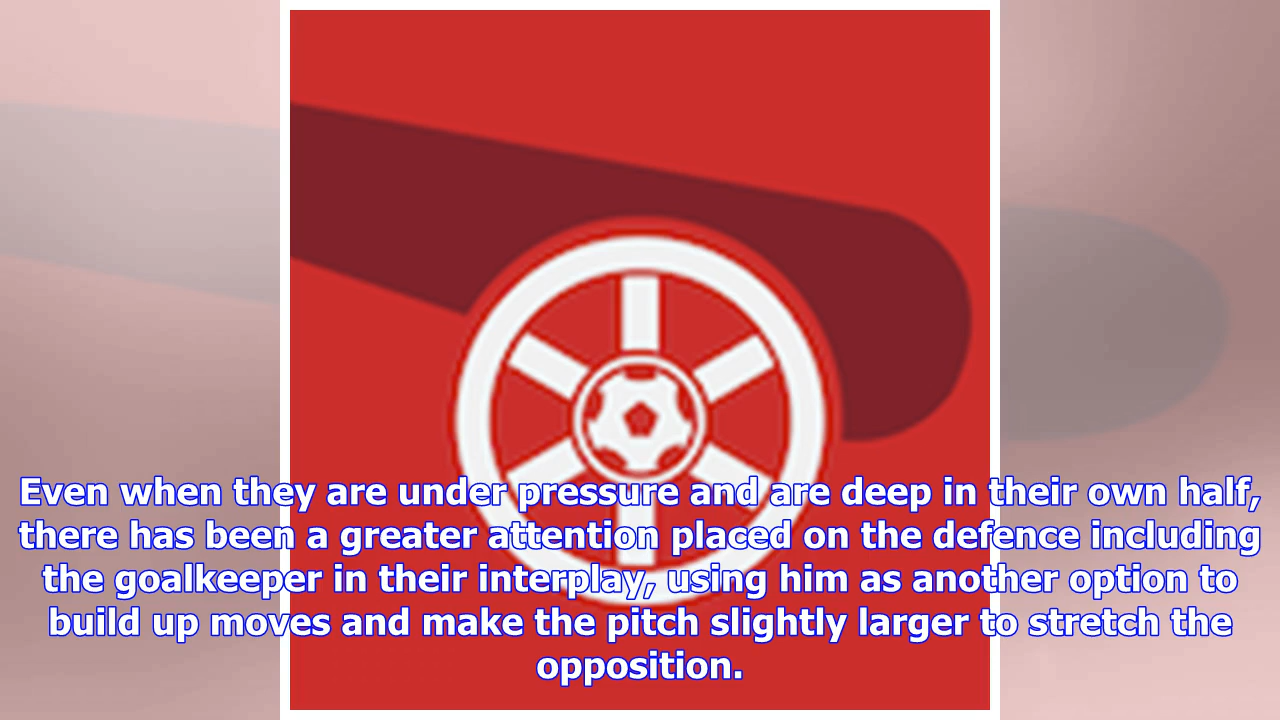 Even when they are under pressure and are deep in their own half,
there has been a greater attention placed on the defence including
the goalkeeper in their interplay, using him as another option to
build up moves and make the pitch slightly larger to stretch the
opposition.